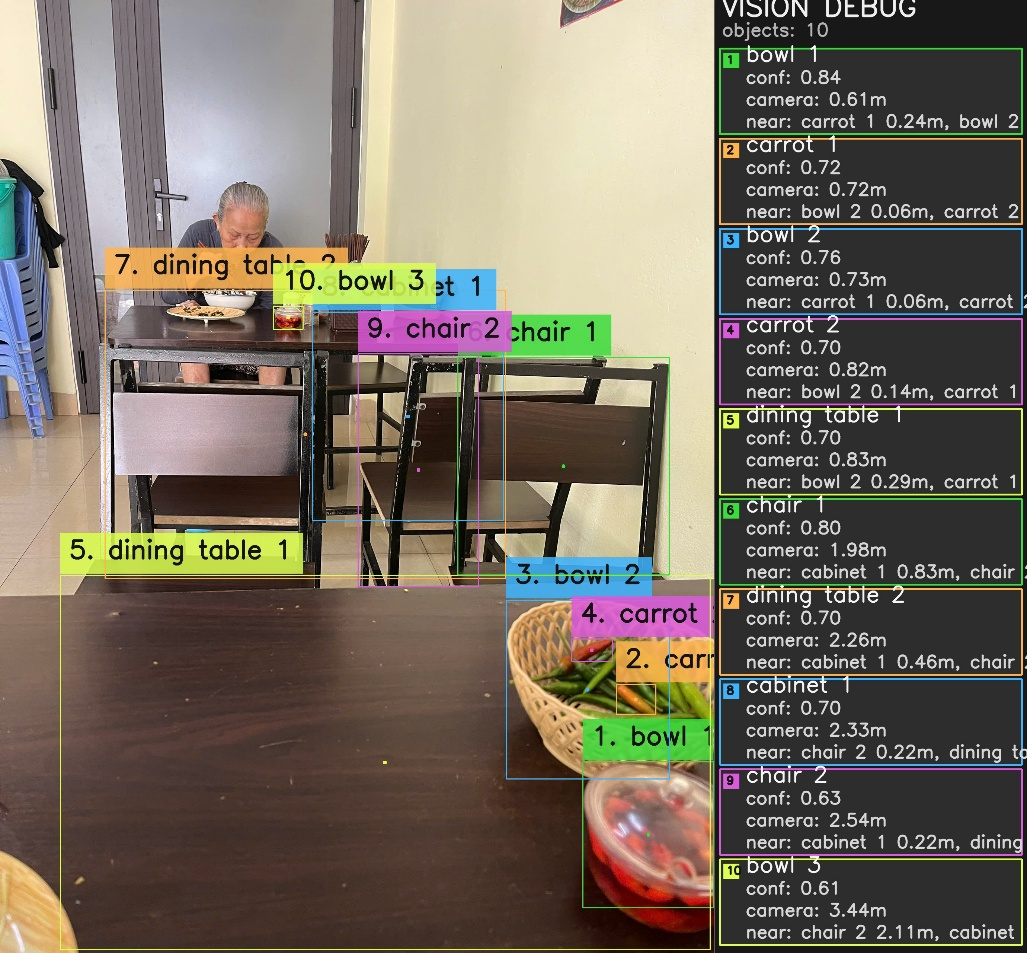 VISION DEBUG
objects: 10
1 bowl 1
conf: 0.84
camera: 0.61m
near: carrot 1 0.24m, bowl 2
2 carrot 1
conf: 0.72
camera: 0.72m
near: bowl 2 0.06m, carrot 2
3 bowl 2
conf: 0.76
camera: 0.73m
near: carrot 1 0.06m, carrot 2
4 carrot 2
conf: 0.70
camera: 0.82m
near: bowl 2 0.14m, carrot 1
5 dining table 1
conf: 0.70
camera: 0.83m
near: bowl 2 0.29m, carrot 1
6 chair 1
conf: 0.80
camera: 1.98m
near: cabinet 1 0.83m, chair 2
7 dining table 2
conf: 0.70
camera: 2.26m
near: cabinet 1 0.46m, chair 2
8 cabinet 1
conf: 0.70
camera: 2.33m
near: chair 2 0.22m, dining to
9 chair 2
conf: 0.63
camera: 2.54m
near: cabinet 1 0.22m, dining
10 bowl 3
conf: 0.61
camera: 3.44m
near: chair 2 2.11m, cabinet
7. dining table 2
10. bowl 3
8. cabinet 1
9. chair 2
6. chair 1
5. dining table 1
3. bowl 2
4. carrot
2. carr
1. bowl 1